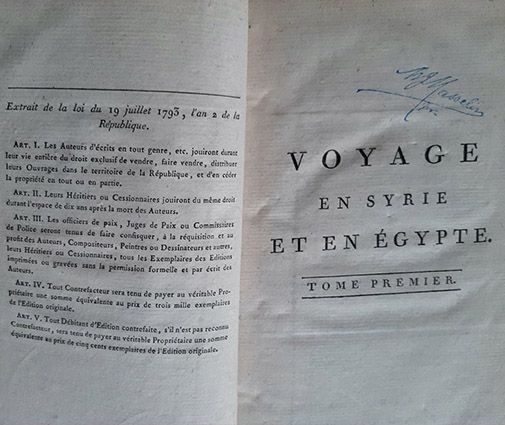 Extrait de la loi du 19 juillet 1793, l'an 2 de la
République.
ART. I. Les Auteurs d'écrits en tout genre, etc. jouiront durant
leur vie entière du droit exclusif de vendre, faire vendre, distribuer
leurs Ouvrages dans le territoire de la République, et d'en céder
la propriété en tout ou en partie.
ART. II. Leurs Héritiers ou Cessionnaires jouiront du même droit
durant l'espace de dix ans après la mort des Auteurs.
ART. III. Les officiers de paix, Juges de Paix ou Commissaires
de Police seront tenus de faire confisquer, à la réquisition et au
profit des Auteurs, Compositeurs, Peintres ou Dessinateurs et autres,
leurs Héritiers ou Cessionnaires, tous les Exemplaires des Editions
imprimées ou gravées sans la permission formelle et par écrit des
Auteurs.
ART. IV. Tout Contrefacteur sera tenu de payer au véritable Pro-
priétaire une somme équivalente au prix de trois mille exemplaires
de l'Edition originale.
ART. V. Tout Débitant d'Edition contrefaite, s'il n'est pas reconnu
Contrefacteur, sera tenu de payer au véritable Propriétaire une somme
équivalente au prix de cinq cents exemplaires de l'Edition originale.
VOYAGE
EN SYRIE
ET EN ÉGYPTE.
TOME PREMIER.